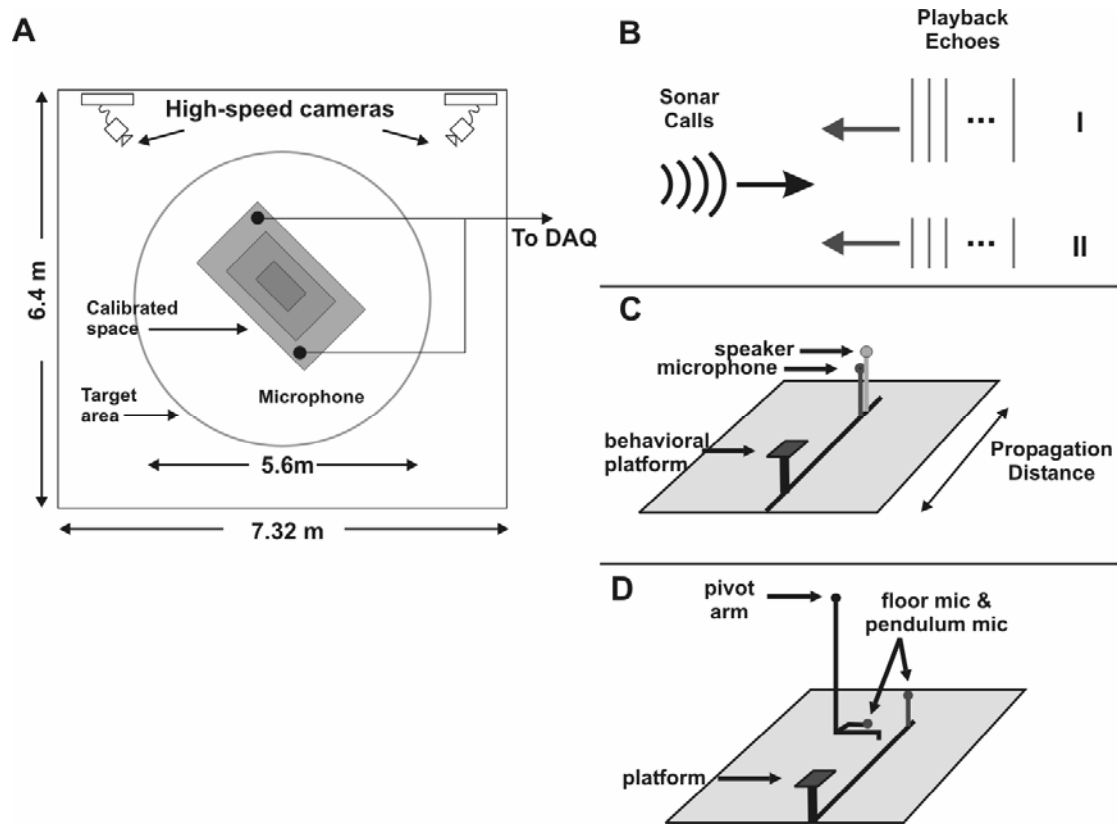 A
High-speed cameras
To DAQ
6.4 m
Calibrated
space
Target
area
Microphone
5.6m
7.32 m
B
Playback
Echoes
Sonar
Calls
...
I
...
II
C
speaker
microphone
behavioral
platform
Propagation
Distance
D
pivot
arm
floor mic &
pendulum mic
platform